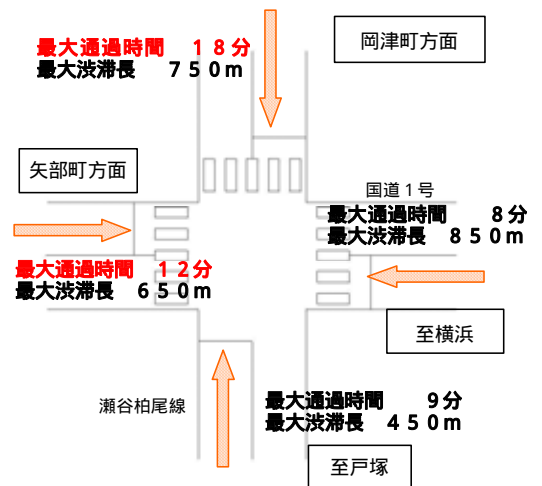 岡津町方面
最大通過時間 18分
最大渋滞長 750m
矢部町方面
国道1号
最大通過時間 8分
最大渋滞長 850m
最大通過時間 12分
最大渋滞長 650m
至横浜
瀬谷柏尾線
最大通過時間 9分
最大渋滞長 450m
至戸塚